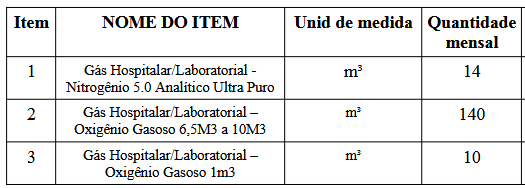 Item NOME DO ITEM Unid de medida Quantidade
mensal
1 Gás Hospitalar/Laboratorial - m³ 14
Nitrogênio 5.0 Analítico Ultra Puro
2 Gás Hospitalar/Laboratorial – m³ 140
Oxigênio Gasoso 6,5M3 a 10M3
3 Gás Hospitalar/Laboratorial – m³ 10
Oxigênio Gasoso 1m3